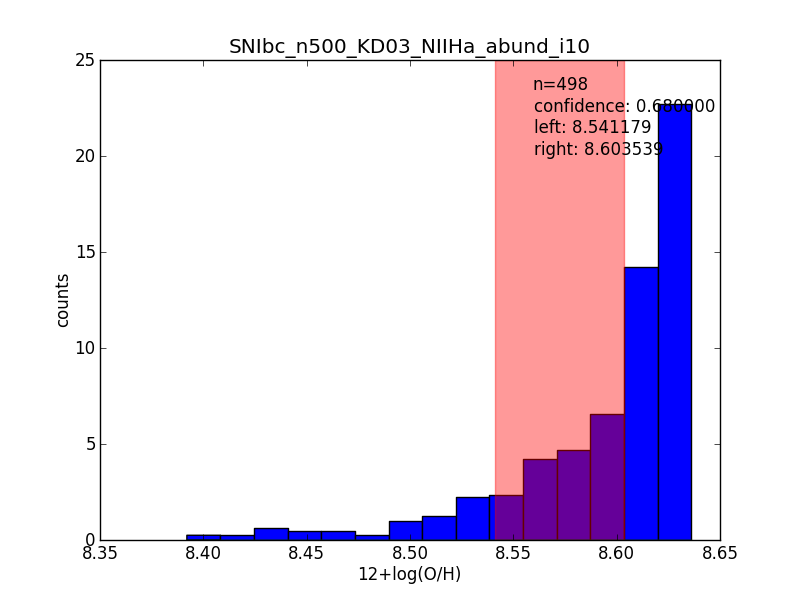 SNIbc_n500_KD03_NIIHa_abund_i10
25
20
15
10
5
0
counts
n=498
confidence: 0.680000
left: 8.541179
right: 8.603539
8.35 8.40 8.45 8.50 8.55 8.60 8.65
12+log(O/H)